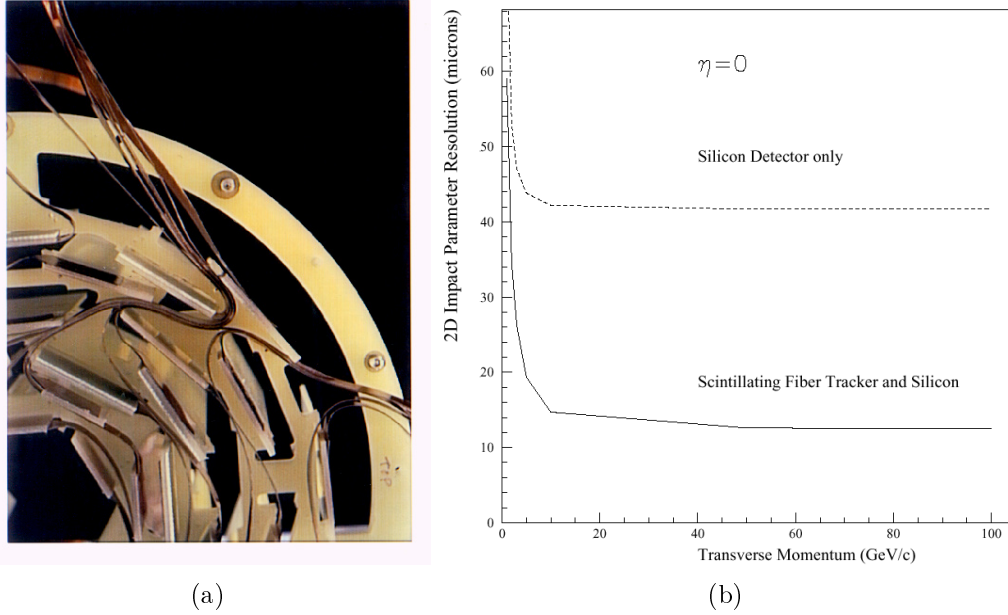 TOP
(a)
2D Impact Parameter Resolution (microns)
60
50
40
30
20
10
0
η=0
Silicon Detector only
Scintillating Fiber Tracker and Silicon
0 20 40 60 80 100
Transverse Momentum (GeV/c)
(b)